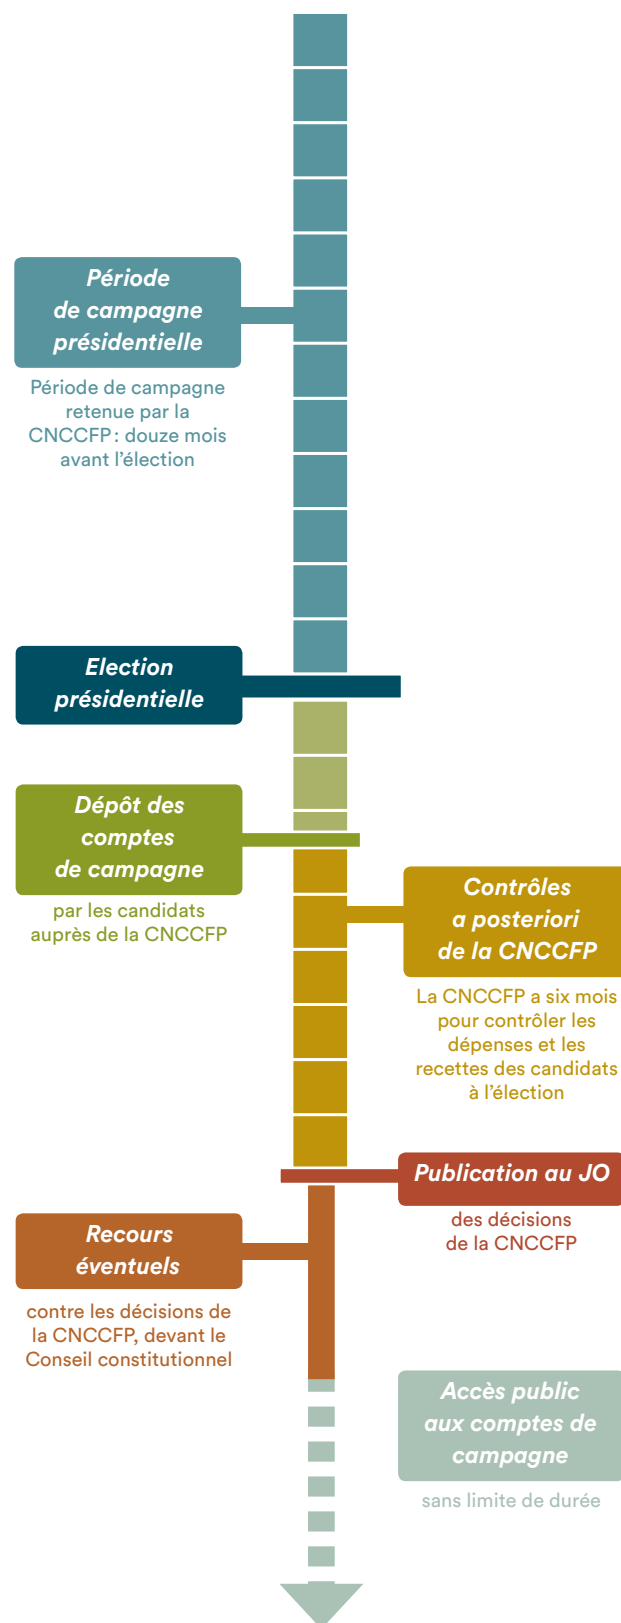 Période
de campagne
présidentielle
Période de campagne
retenue par la
CNCCFP : douze mois
avant l'élection
Election
présidentielle
Dépôt des
comptes
de campagne
par les candidats
auprès de la CNCCFP
Contrôles
a posteriori
de la CNCCFP
La CNCCFP a six mois
pour contrôler les
dépenses et les
recettes des candidats
à l'élection
Publication au JO
des décisions
de la CNCCFP
Recours
éventuels
contre les décisions de
la CNCCFP, devant le
Conseil constitutionnel
Accès public
aux comptes de
campagne
sans limite de durée